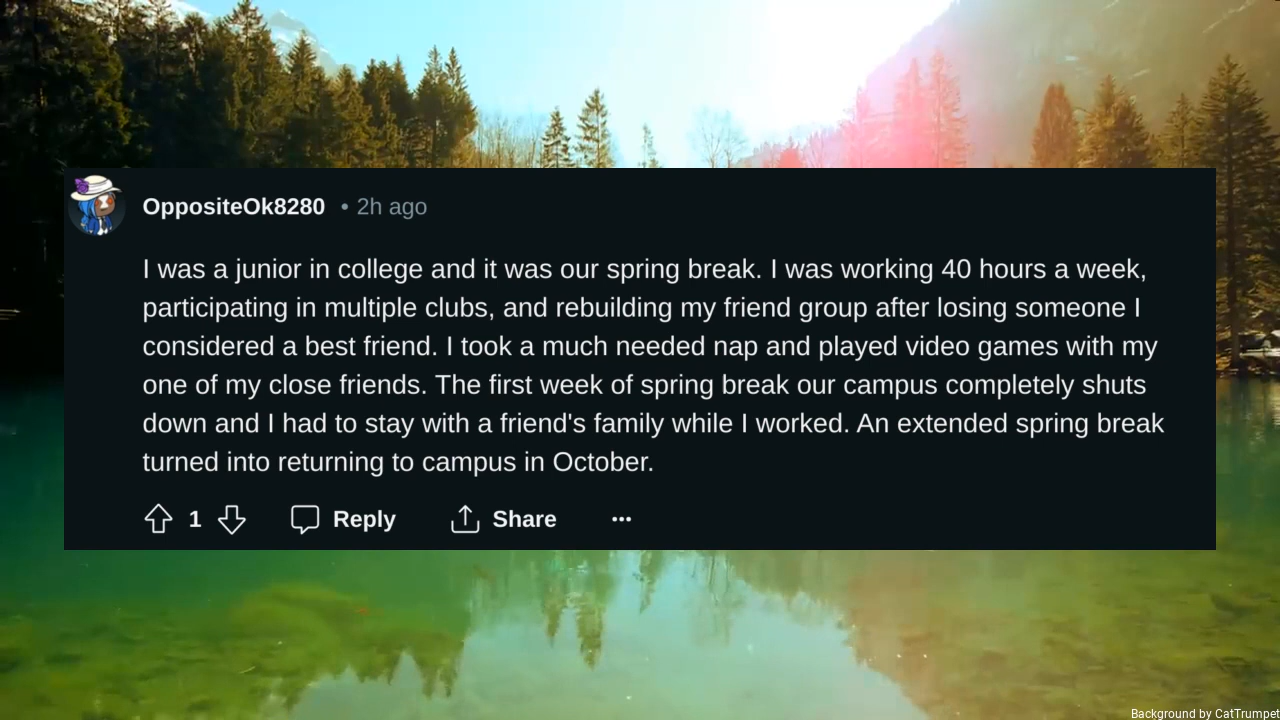 OppositeOk8280 • 2h ago
I was a junior in college and it was our spring break. I was working 40 hours a week,
participating in multiple clubs, and rebuilding my friend group after losing someone I
considered a best friend. I took a much needed nap and played video games with my
one of my close friends. The first week of spring break our campus completely shuts
down and I had to stay with a friend's family while I worked. An extended spring break
turned into returning to campus in October.
1 Reply Share ···
Background by CatTrumpet